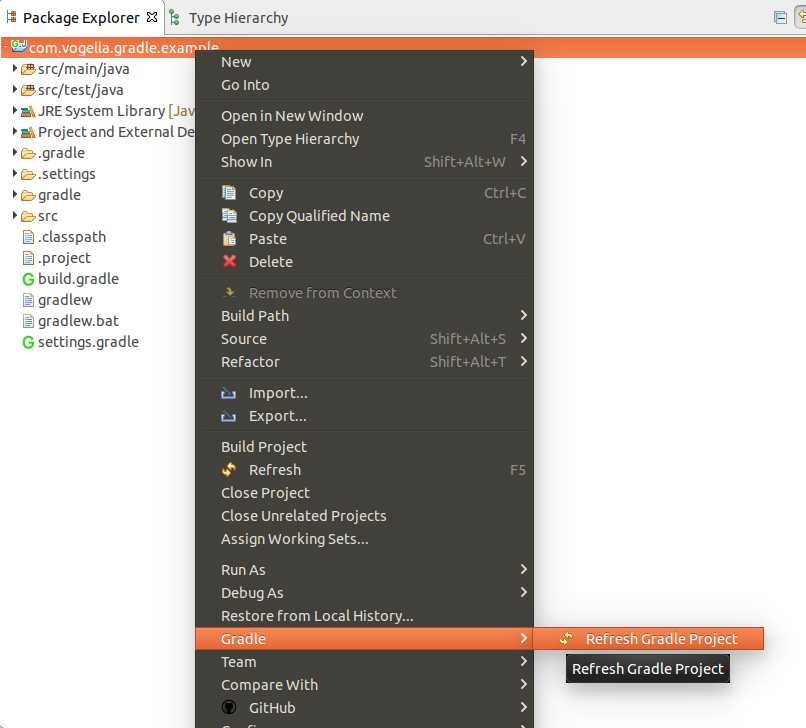 Package Explorer
Type Hierarchy
com.vogella.gradle.example
src/main/java
src/test/java
JRE System Library [Jav
Project and External De
.gradle
.settings
gradle
src
.classpath
.project
build.gradle
gradlew
gradlew.bat
settings.gradle
New
Go Into
Open in New Window
Open Type Hierarchy F4
Show In Shift+Alt+W
Copy Ctrl+C
Copy Qualified Name
Paste Ctrl+V
Delete
Remove from Context
Build Path
Source Shift+Alt+S
Refactor Shift+Alt+T
Import...
Export...
Build Project
Refresh F5
Close Project
Close Unrelated Projects
Assign Working Sets...
Run As
Debug As
Restore from Local History...
Gradle
Refresh Gradle Project
Refresh Gradle Project
Team
Compare With
GitHub